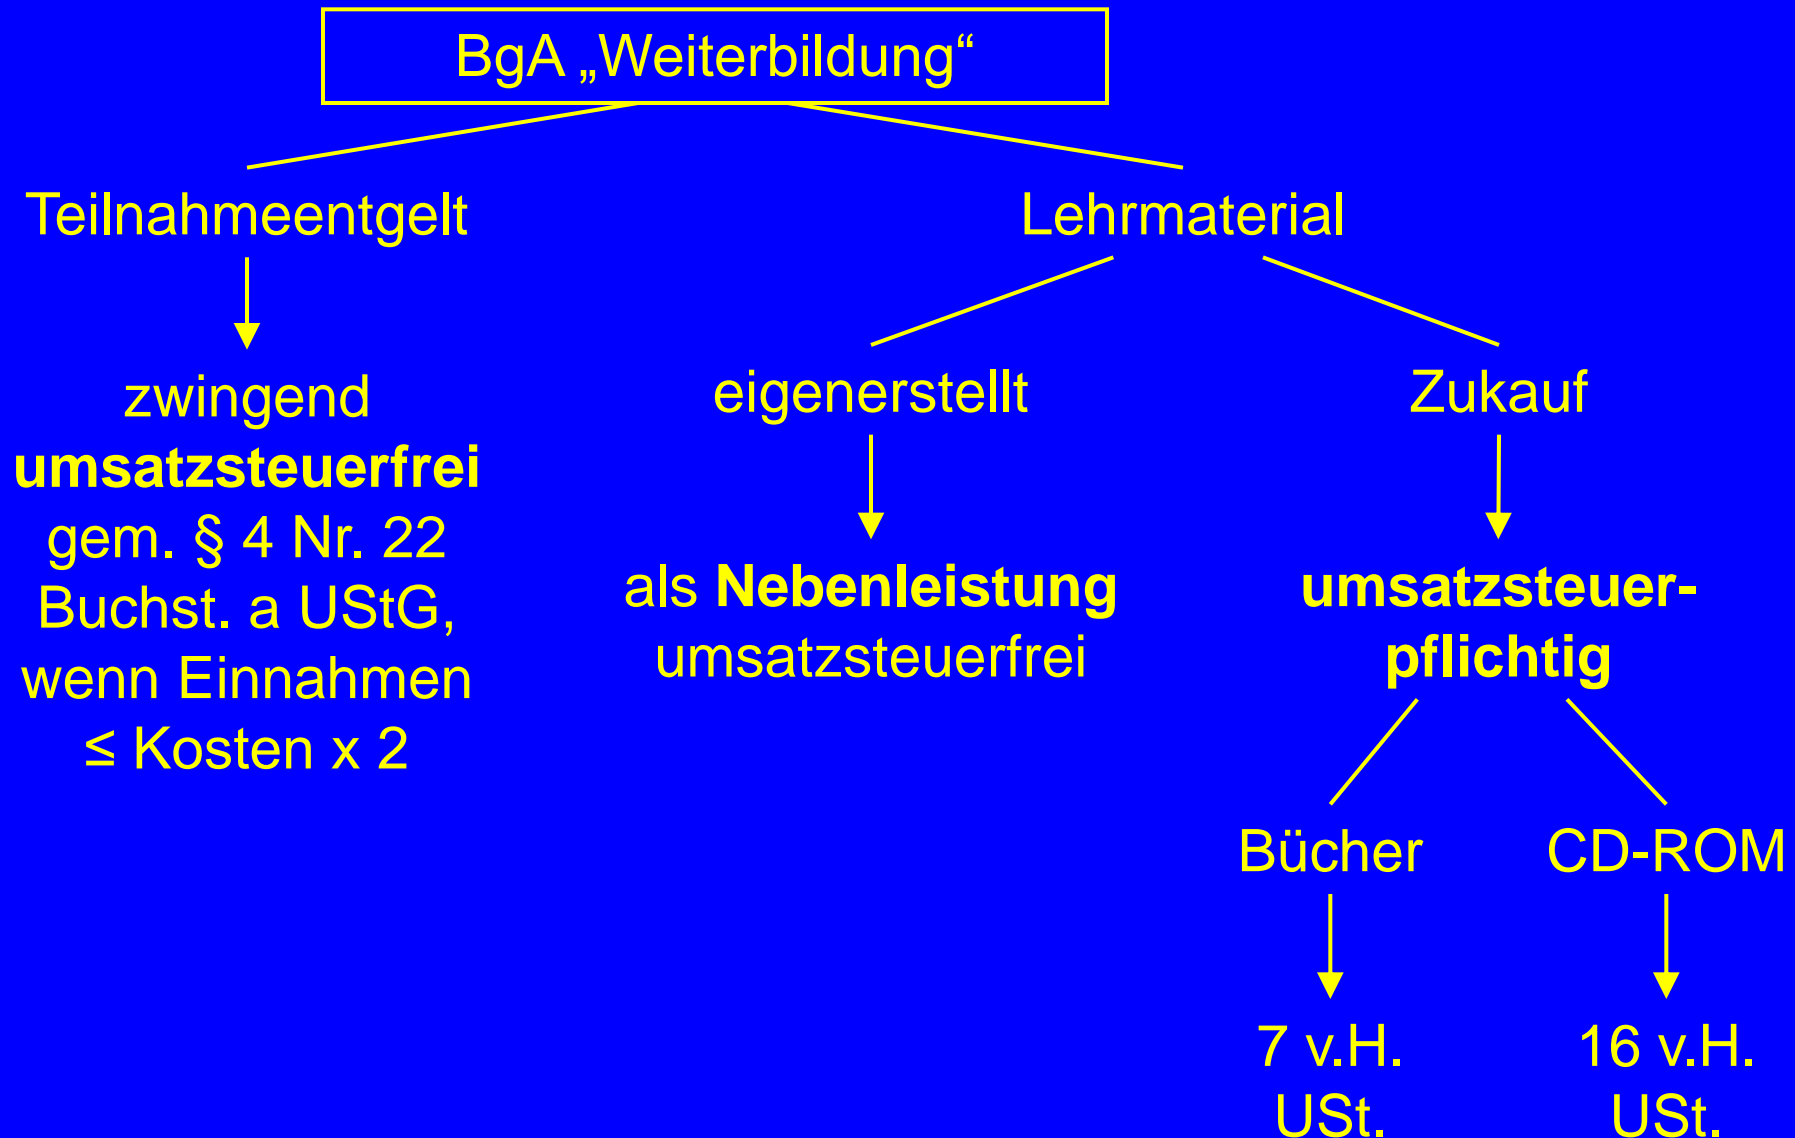 BgA „Weiterbildung“
Teilnahmeentgelt
zwingend
umsatzsteuerfrei
gem. § 4 Nr. 22
Buchst. a UStG,
wenn Einnahmen
≤ Kosten x 2
Lehrmaterial
eigenerstellt
als Nebenleistung
umsatzsteuerfrei
Zukauf
umsatzsteuer-
pflichtig
Bücher
7 v.H.
USt.
CD-ROM
16 v.H.
USt.